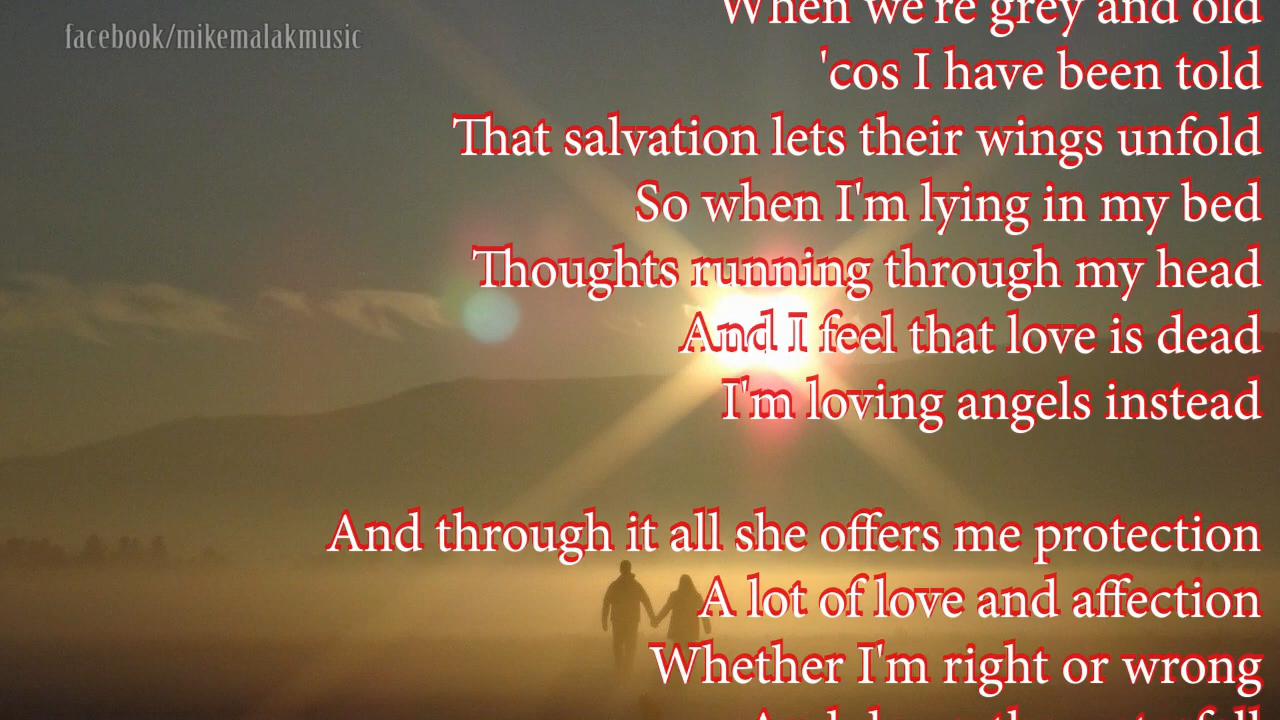 facebook/mikemalakmusic
When we're grey and old
'cos I have been told
That salvation lets their wings unfold
So when I'm lying in my bed
Thoughts running through my head
And I feel that love is dead
I'm loving angels instead
And through it all she offers me protection
A lot of love and affection
Whether I'm right or wrong